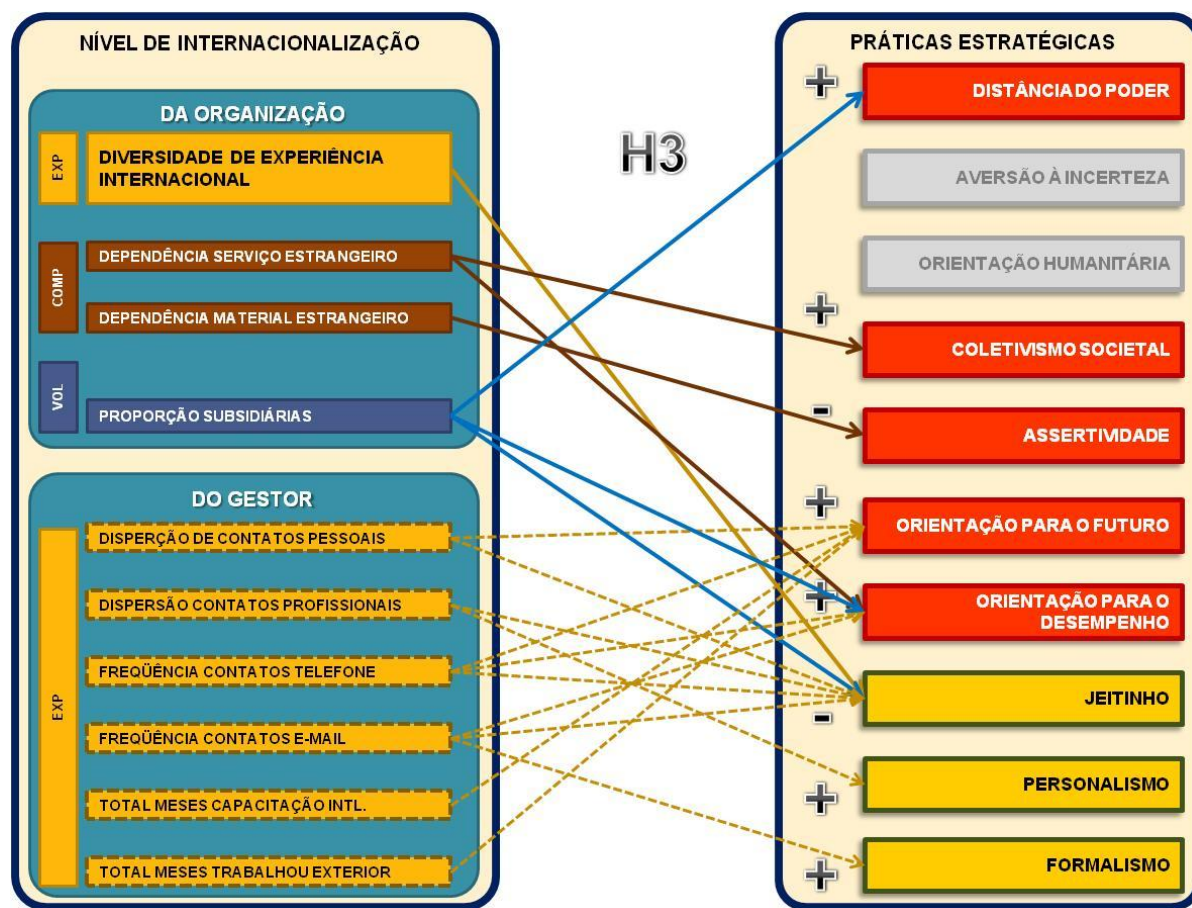 NÍVEL DE INTERNACIONALIZAÇÃO
DA ORGANIZAÇÃO
EXP
DIVERSIDADE DE EXPERIÊNCIA
INTERNACIONAL
COMP
DEPENDÊNCIA SERVIÇO ESTRANGEIRO
DEPENDÊNCIA MATERIAL ESTRANGEIRO
VOL
PROPORÇÃO SUBSIDIÁRIAS
DO GESTOR
EXP
DISPERÇÃO DE CONTATOS PESSOAIS
DISPERSÃO CONTATOS PROFISSIONAIS
FREQÜÊNCIA CONTATOS TELEFONE
FREQÜÊNCIA CONTATOS E-MAIL
TOTAL MESES CAPACITAÇÃO INTL.
TOTAL MESES TRABALHOU EXTERIOR
H3
PRÁTICAS ESTRATÉGICAS
+
DISTÂNCIA DO PODER
AVERSÃO À INCERTEZA
ORIENTAÇÃO HUMANITÁRIA
+
COLETIVISMO SOCIETAL
-
ASSERTIVIDADE
+
ORIENTAÇÃO PARA O FUTURO
+
ORIENTAÇÃO PARA O
DESEMPENHO
JEITINHO
-
PERSONALISMO
+
FORMALISMO
+